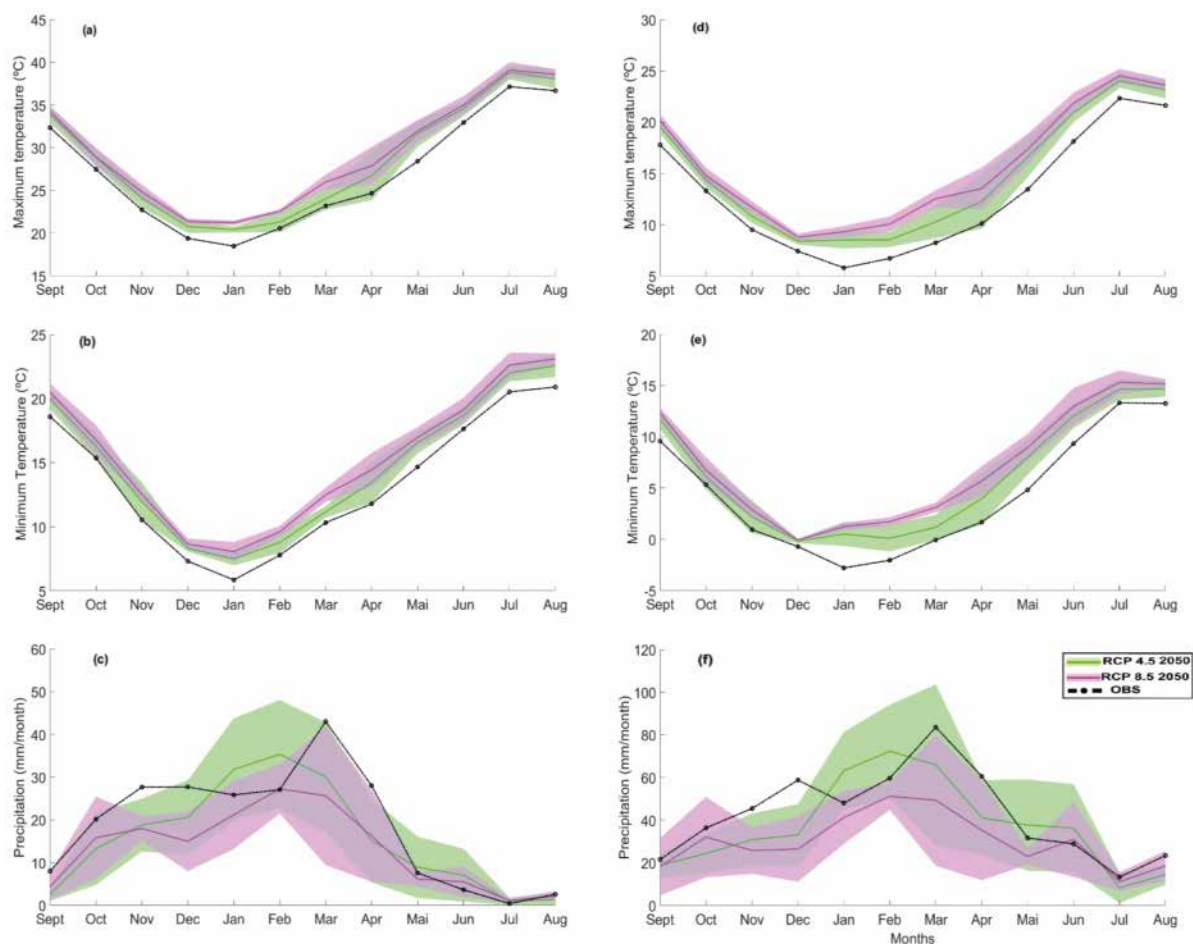 (a)
Maximum temperature (ºC)
45
40
35
30
25
20
15
Sept Oct Nov Dec Jan Feb Mar Apr Mai Jun Jul Aug
(d)
Maximum temperature (ºC)
30
25
20
15
10
5
Sept Oct Nov Dec Jan Feb Mar Apr Mai Jun Jul Aug
(b)
Minimum Temperature (ºC)
25
20
15
10
5
Sept Oct Nov Dec Jan Feb Mar Apr Mai Jun Jul Aug
(e)
Minimum Temperature (ºC)
20
15
10
5
0
-5
Sept Oct Nov Dec Jan Feb Mar Apr Mai Jun Jul Aug
(c)
Precipitation (mm/month)
60
50
40
30
20
10
0
Sept Oct Nov Dec Jan Feb Mar Apr Mai Jun Jul Aug
(f)
Precipitation (mm/month)
120
100
80
60
40
20
0
Sept Oct Nov Dec Jan Feb Mar Apr Mai Jun Jul Aug
Months
RCP 4.5 2050
RCP 8.5 2050
OBS